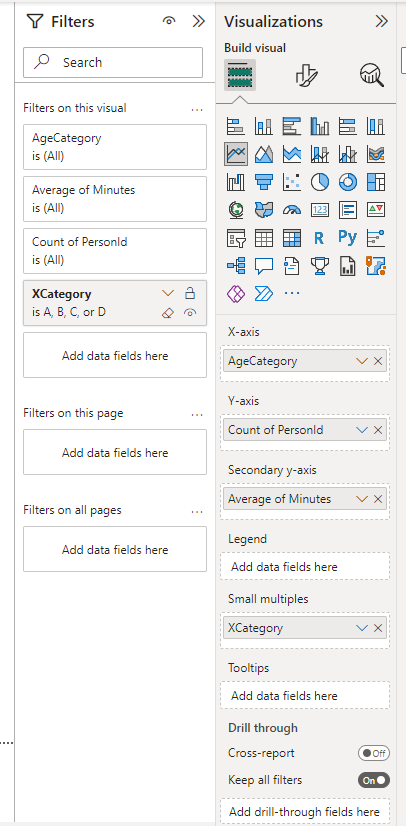 Filters
Search
Filters on this visual
...
AgeCategory
is (All)
Average of Minutes
is (All)
Count of PersonId
is (All)
XCategory
is A, B, C, or D
Add data fields here
Filters on this page
...
Add data fields here
Filters on all pages
...
Add data fields here
Visualizations
Build visual
123
R
Py
...
X-axis
AgeCategory
Y-axis
Count of PersonId
Secondary y-axis
Average of Minutes
Legend
Add data fields here
Small multiples
XCategory
Tooltips
Add data fields here
Drill through
Cross-report
Off
Keep all filters
On
Add drill-through fields here